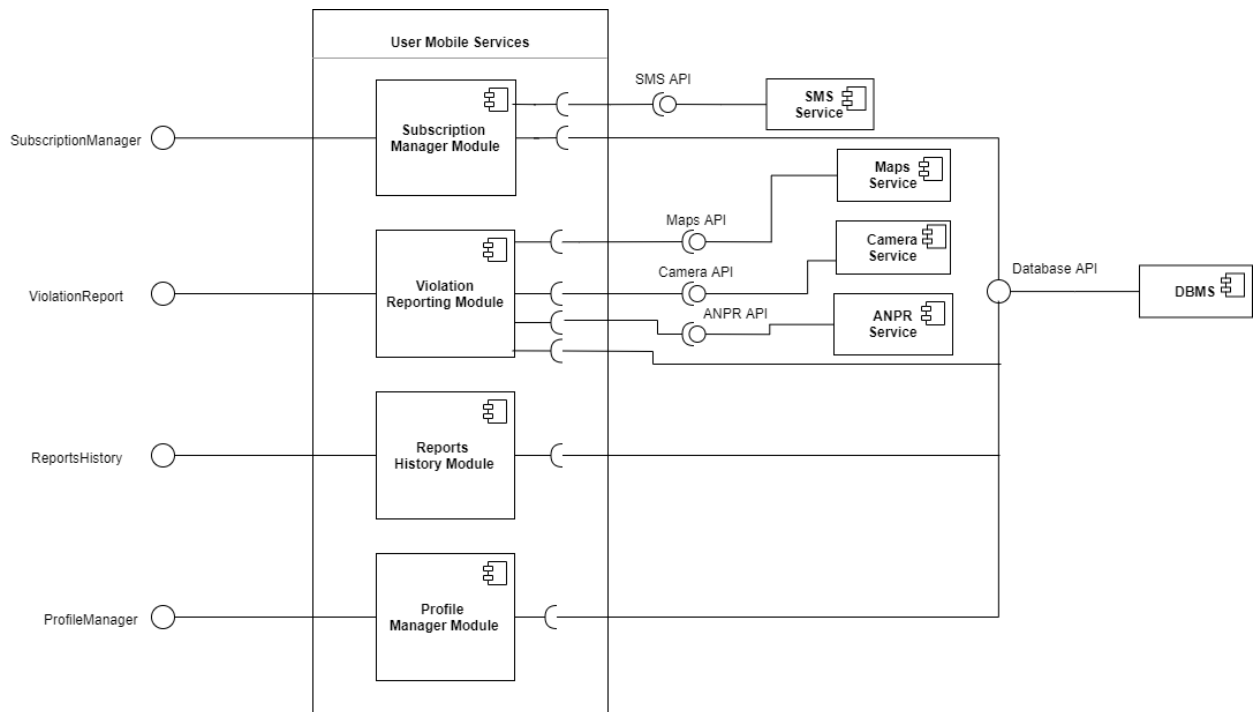 User Mobile Services
SMS API
SMS
Service
Subscription
Manager Module
SubscriptionManager
Maps
Service
Maps API
Camera
Service
Camera API
Database API
Violation
Reporting Module
ViolationReport
DBMS
ANPR API
ANPR
Service
Reports
History Module
ReportsHistory
Profile
Manager Module
ProfileManager